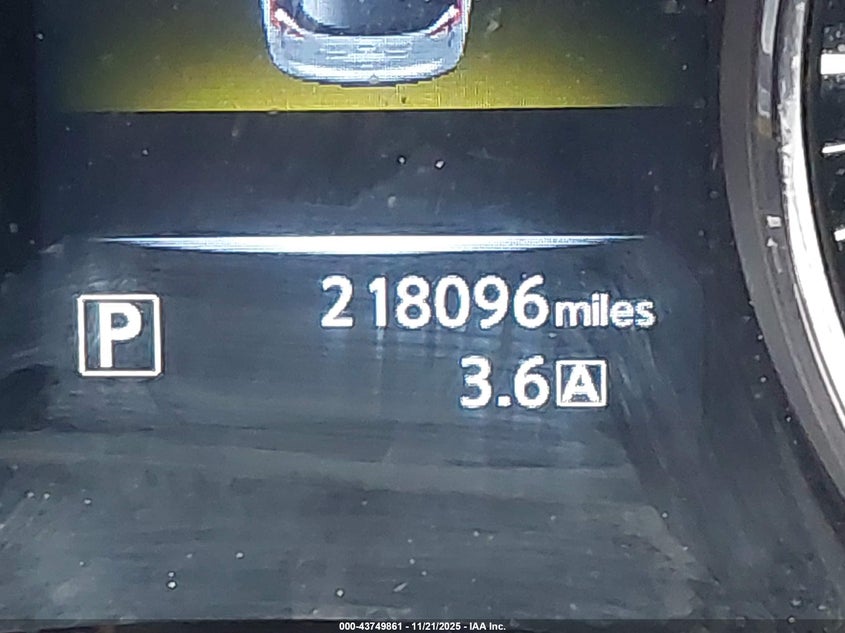 218096 miles
P
3.6 A
000-43749861 - 11/21/2025 - IAA Inc.